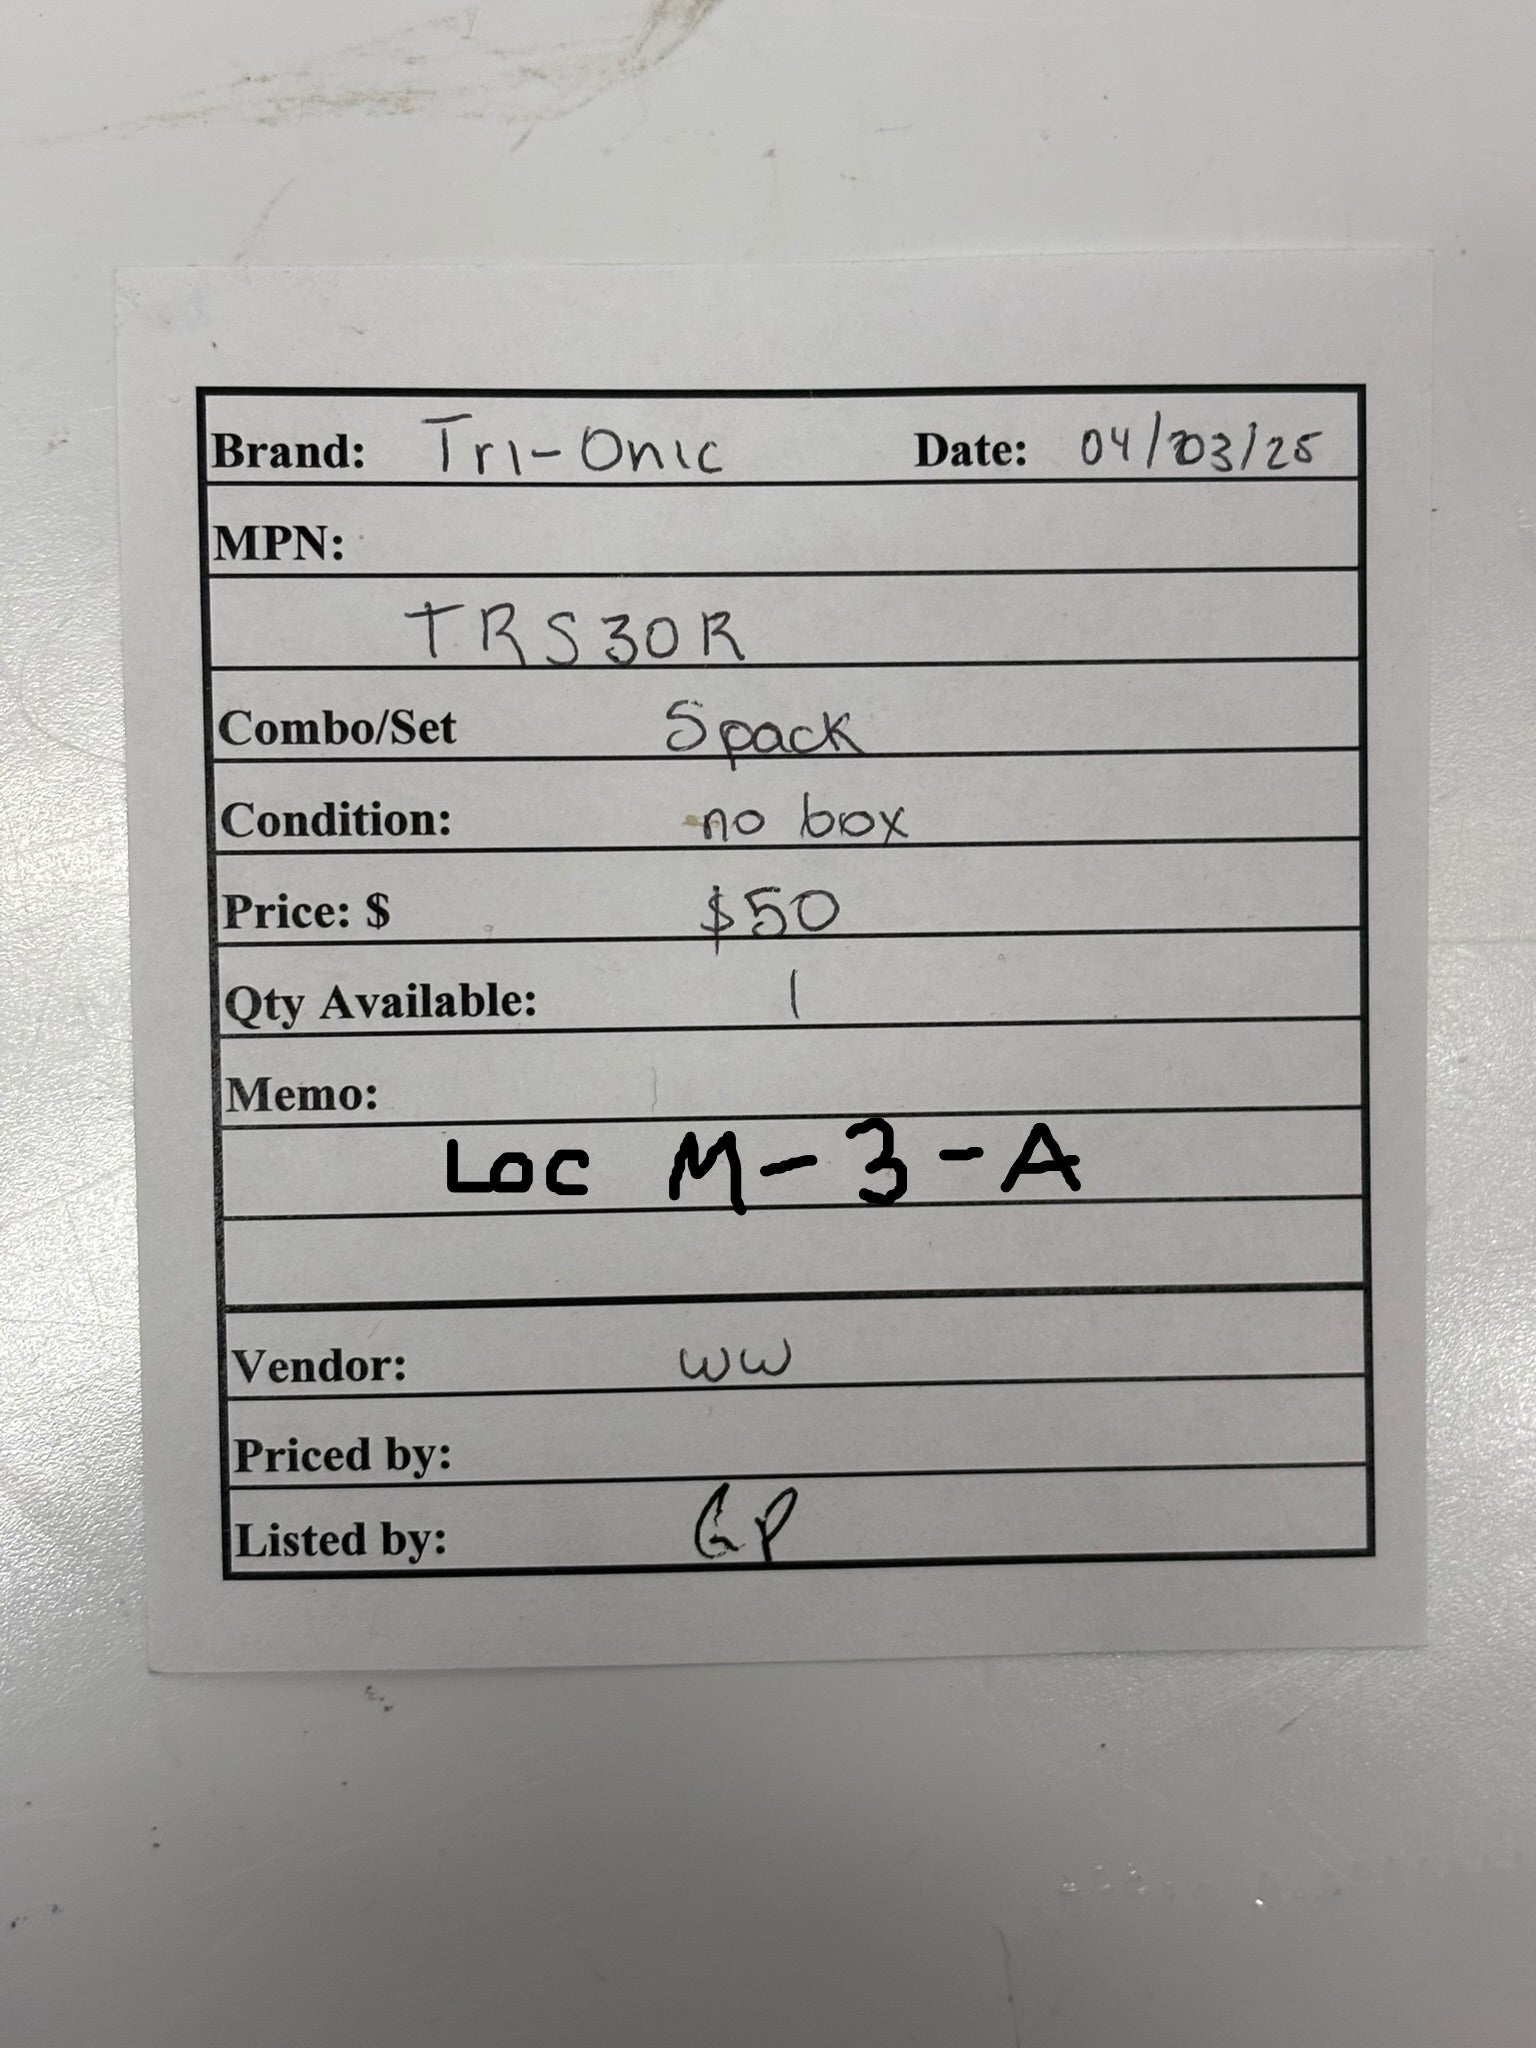 Brand: Tri-Onic Date: 04/03/25
MPN:
TRS30R
Combo/Set 5pack
Condition: no box
Price: $ $50
Qty Available: 1
Memo:
LOC M-3-A
Vendor: WW
Priced by:
Listed by: GP